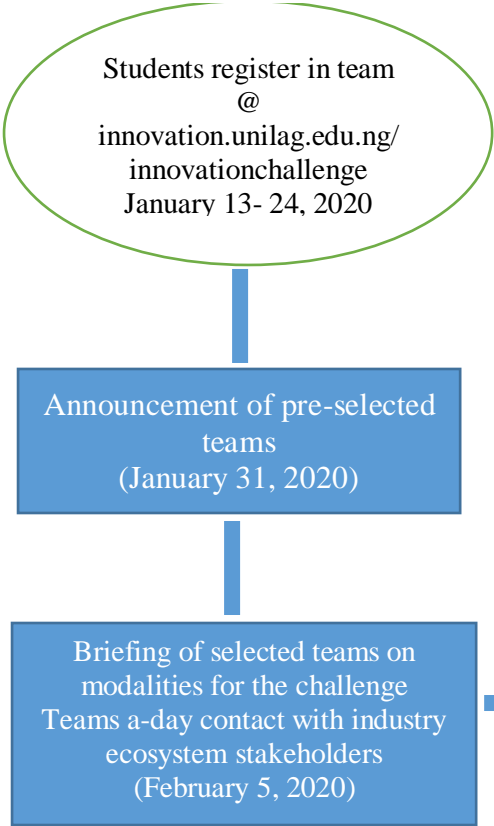 Students register in team
@
innovation.unilag.edu.ng/
innovationchallenge
January 13- 24, 2020
Announcement of pre-selected
teams
(January 31, 2020)
Briefing of selected teams on
modalities for the challenge
Teams a-day contact with industry
ecosystem stakeholders
(February 5, 2020)